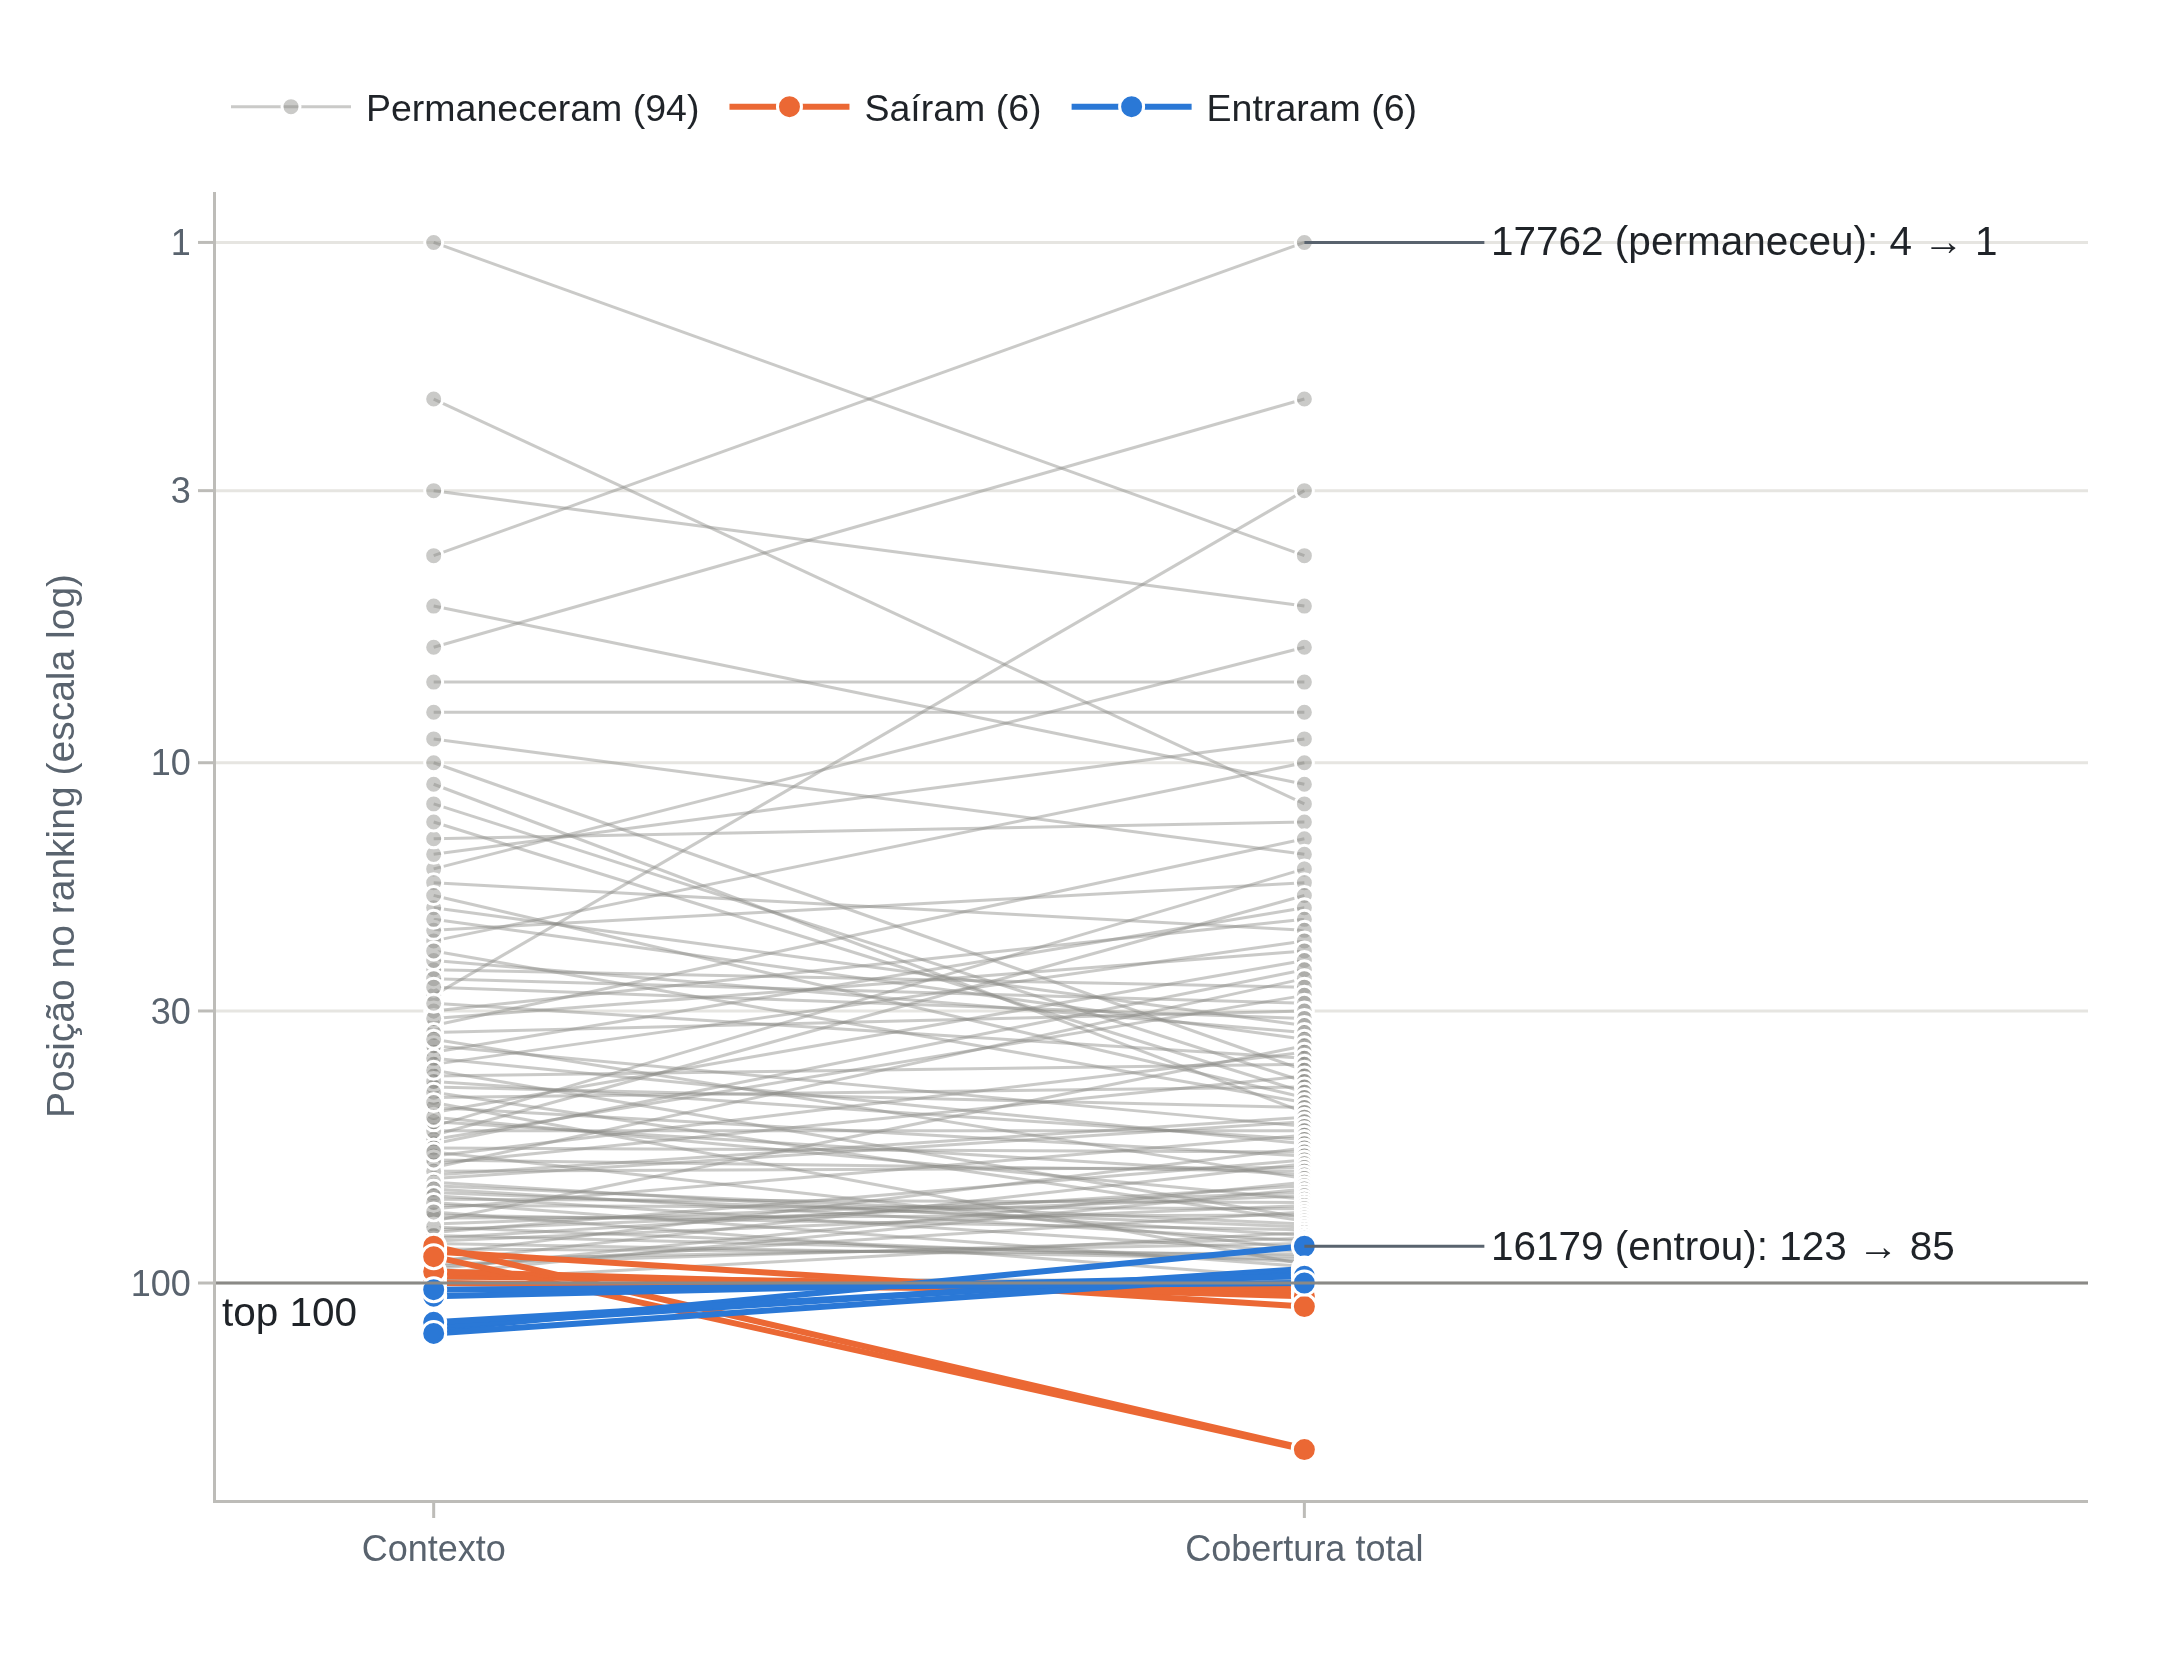 Permaneceram (94) Saíram (6) Entraram (6)
1
3
10
30
100
Posição no ranking (escala log)
17762 (permaneceu): 4 → 1
16179 (entrou): 123 → 85
top 100
Contexto Cobertura total